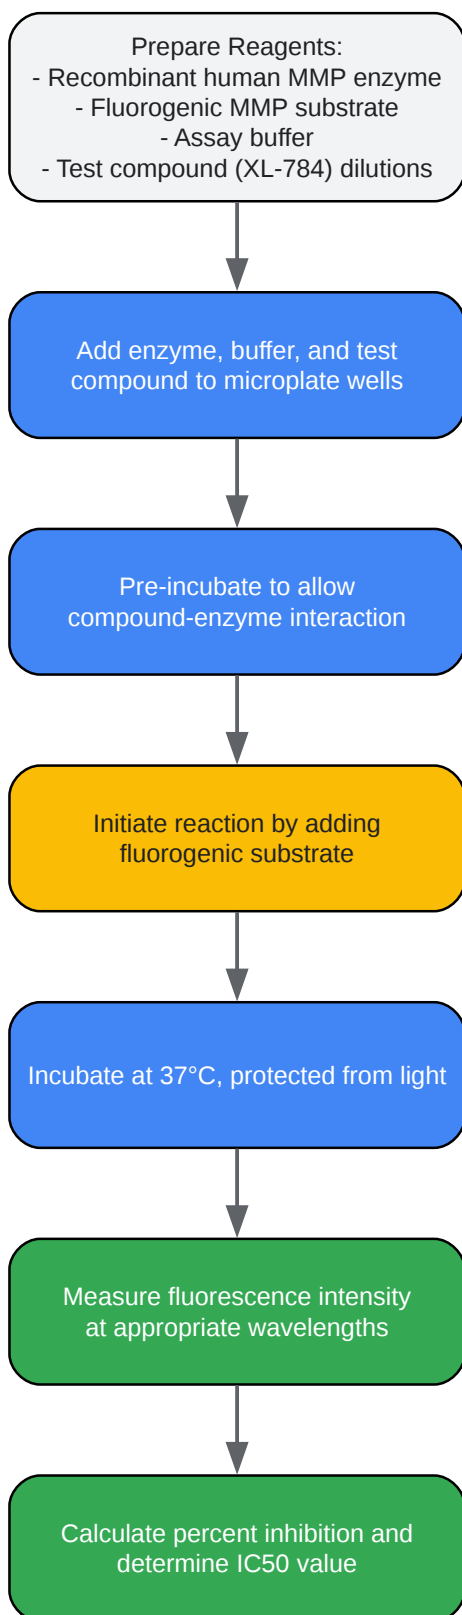 Prepare Reagents:
- Recombinant human MMP enzyme
- Fluorogenic MMP substrate
- Assay buffer
- Test compound (XL-784) dilutions
Add enzyme, buffer, and test
compound to microplate wells
Pre-incubate to allow
compound-enzyme interaction
Initiate reaction by adding
fluorogenic substrate
Incubate at 37°C, protected from light
Measure fluorescence intensity
at appropriate wavelengths
Calculate percent inhibition and
determine IC50 value